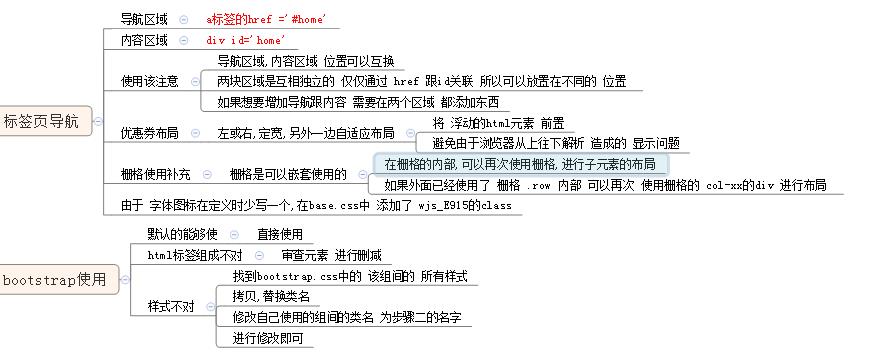 标签页导航
导航区域
a标签的href ='#home'
内容区域
div id='home'
使用该注意
导航区域,内容区域 位置可以互换
两块区域是互相独立的 仅仅通过 href 跟id关联 所以可以放置在不同的 位置
如果想要增加导航跟内容 需要在两个区域 都添加东西
优惠券布局
左或右,定宽,另外一边自适应布局
将 浮动的html元素 前置
避免由于浏览器从上往下解析 造成的 显示问题
栅格使用补充
栅格是可以嵌套使用的
在栅格的内部,可以再次使用栅格,进行子元素的布局
如果外面已经使用了 栅格 .row 内部 可以再次 使用栅格的 col-xx的div 进行布局
由于 字体图标在定义时少写一个,在base.css中 添加了 wjs_E915的class
bootstrap使用
默认的能够使
直接使用
html标签组成不对
审查元素 进行删减
样式不对
找到bootstrap.css中的 该组间的 所有样式
拷贝,替换类名
修改自己使用的组间的类名 为步骤二的名字
进行修改即可